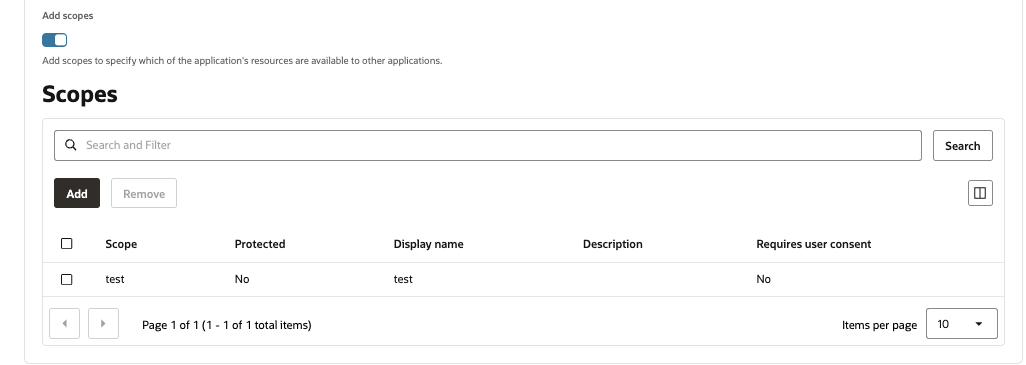 Add scopes
Add scopes to specify which of the application's resources are available to other applications.
Scopes
Search and Filter
Search
Add
Remove
Scope Protected Display name Description Requires user consent
test No test No
Page 1 of 1 (1 - 1 of 1 total items)
Items per page 10